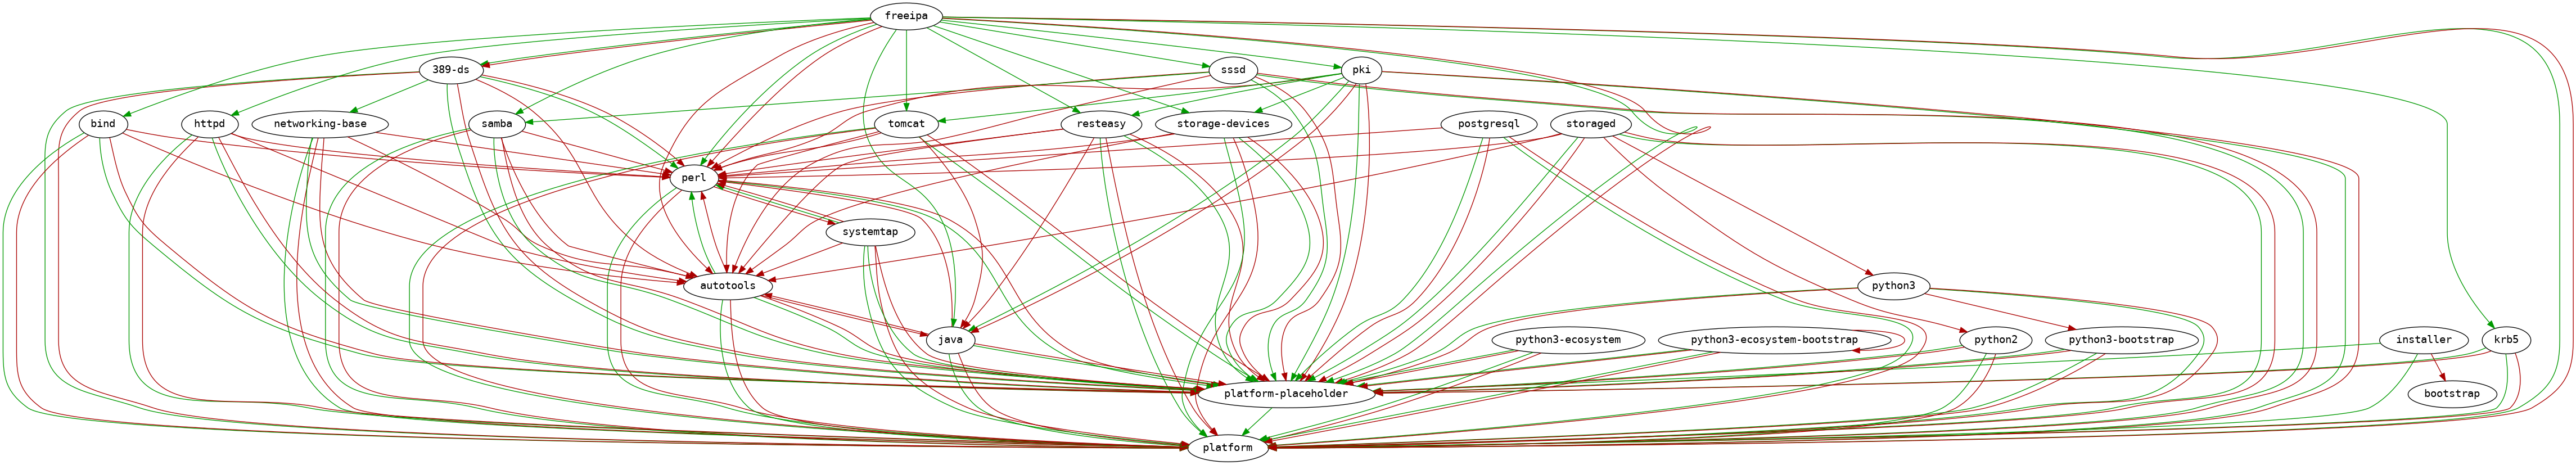 freeipa
389-ds
sssd
pki
bind
httpd
networking-base
samba
tomcat
resteasy
storage-devices
postgresql
storaged
perl
systemtap
autotools
python3
java
python3-ecosystem
python3-ecosystem-bootstrap
python2
python3-bootstrap
installer
krb5
platform-placeholder
bootstrap
platform